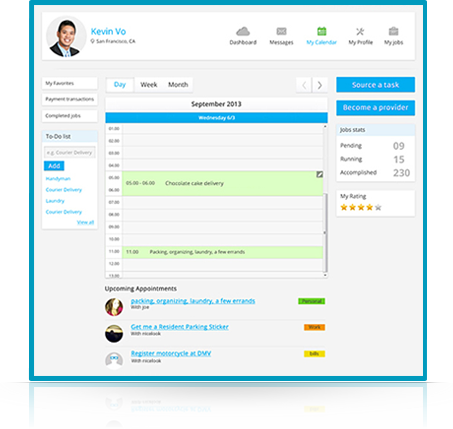 Kevin Vo
San Francisco, CA
Dashboard
Messages
My Calendar
My Profile
My Jobs
My Favorites
Payment transactions
Completed jobs
To-Do list
e.g. Courier Delivery
Add
Handyman
Courier Delivery
Laundry
Courier Delivery
View all
Day Week Month
September 2013
Wednesday 6/3
01.00
02.00
03.00
04.00
05.00
05.00 - 06.00 Chocolate cake delivery
06.00
07.00
08.00
09.00
10.00
11.00
11:00 Packing, organizing, laundry, a few errands
12.00
13.00
Upcoming Appointments
packing, organizing, laundry, a few errands
With joe
Personal
Get me a Resident Parking Sticker
With nicelook
Work
Register motorcycle at DMV
With nicelook
bills
Source a task
Become a provider
Jobs stats
Pending 09
Running 15
Accomplished 230
My Rating